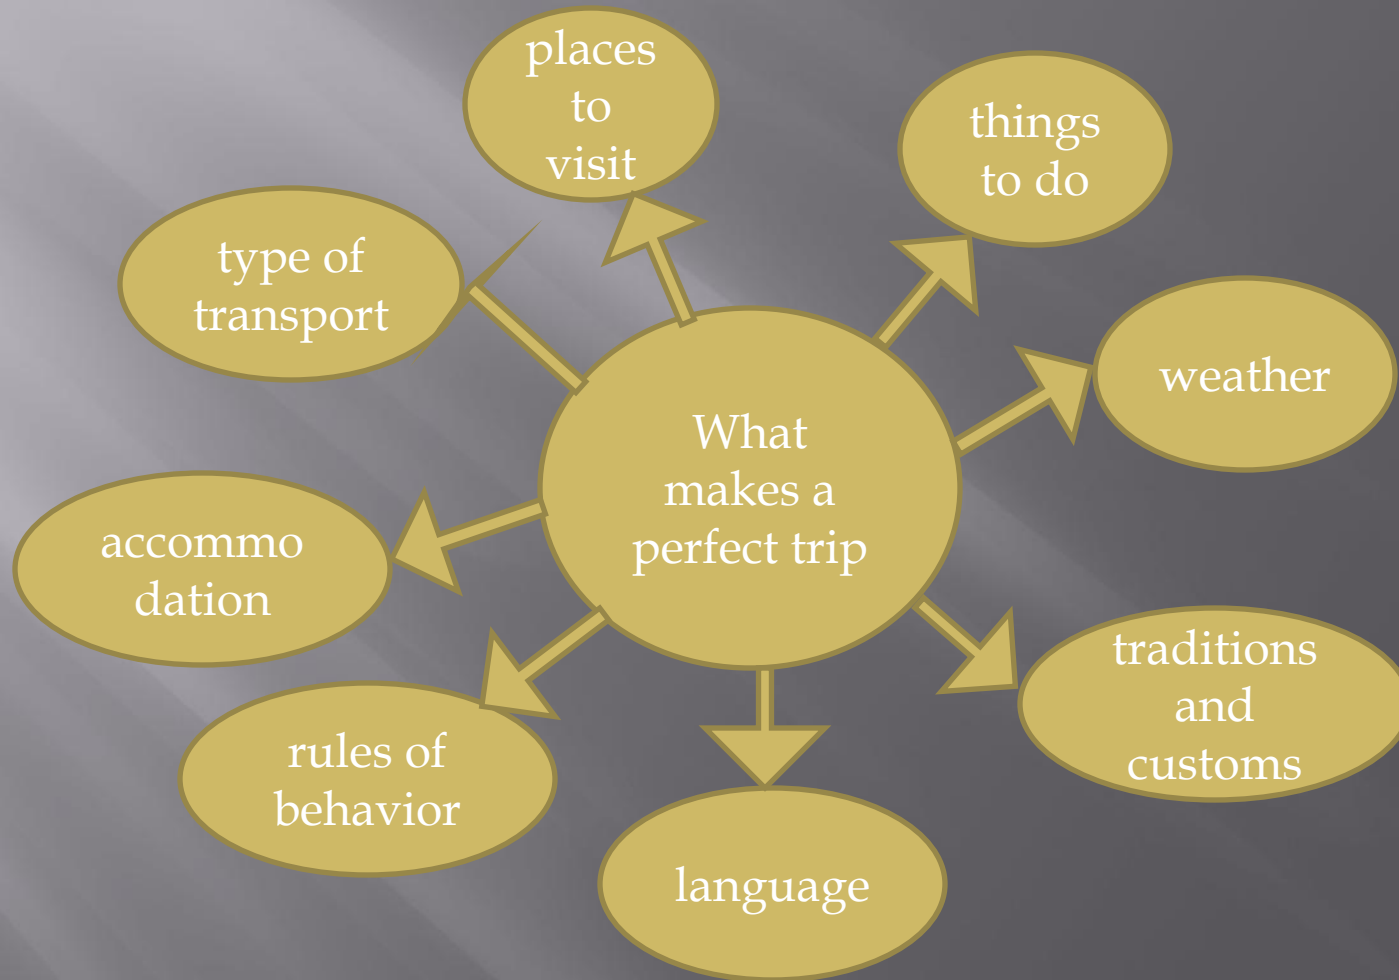 places
to
visit
things
to do
type of
transport
weather
What
makes a
perfect trip
accommo
dation
traditions
and
customs
rules of
behavior
language